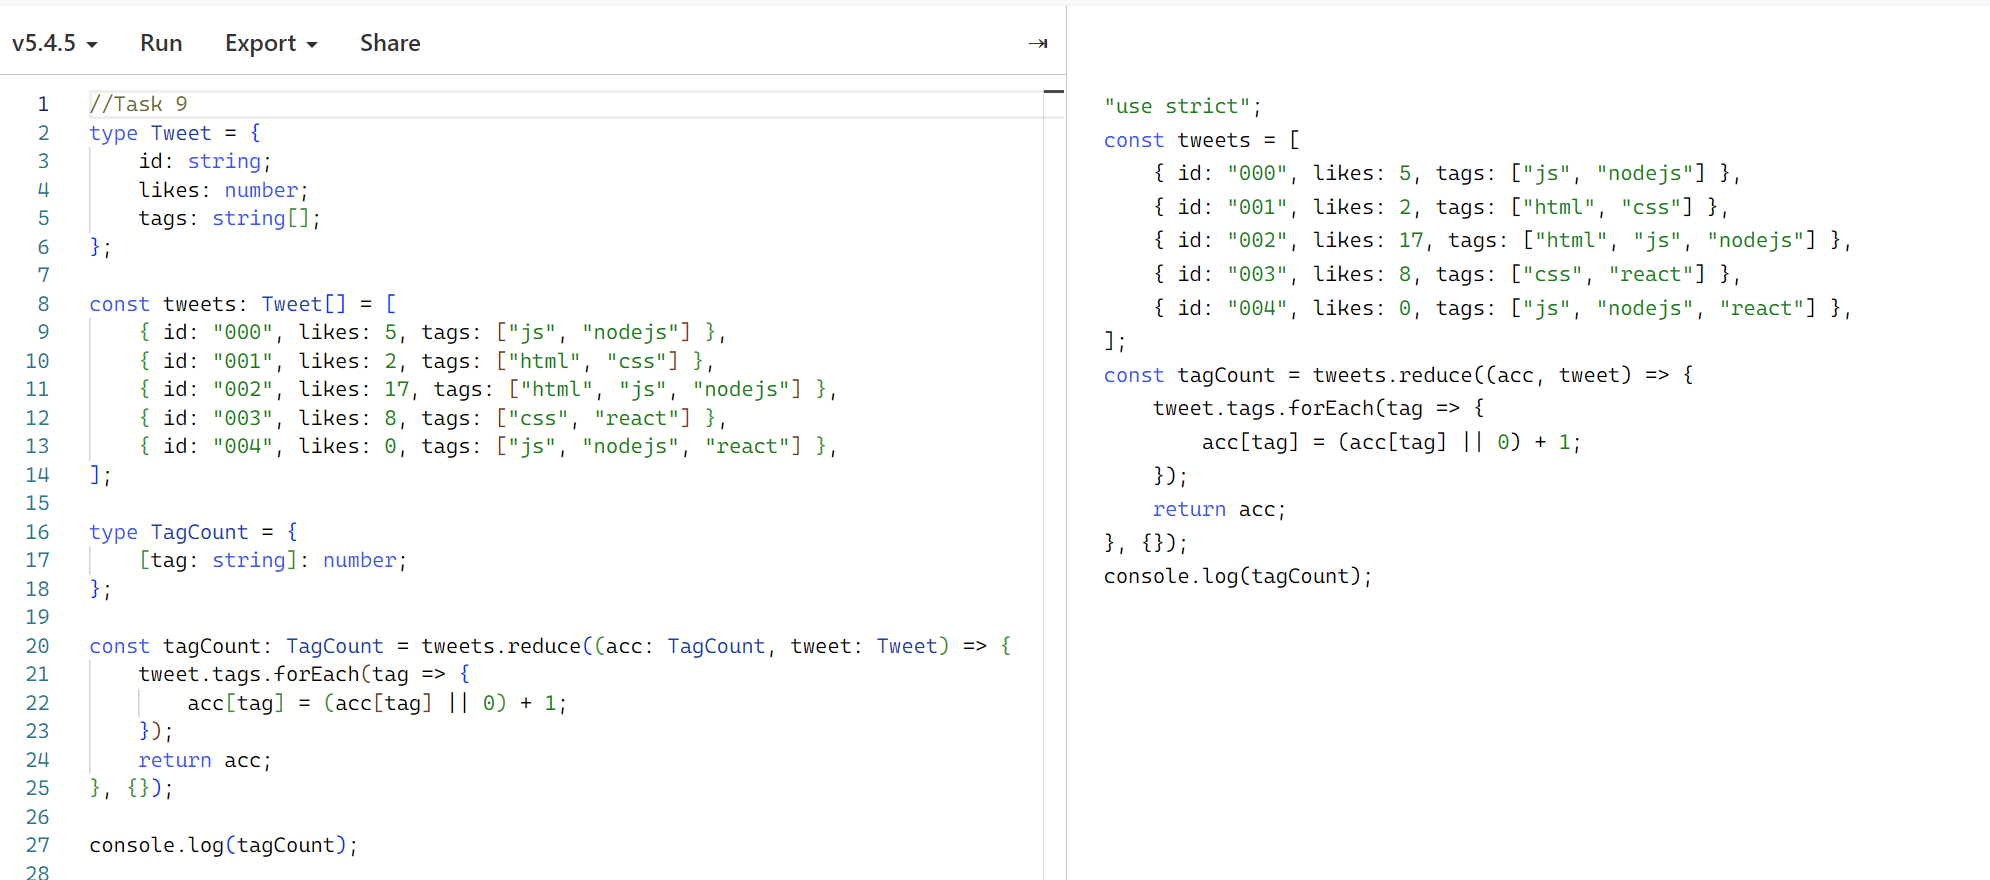 v5.4.5 Run Export Share
1 //Task 9
2 type Tweet = {
3     id: string;
4     likes: number;
5     tags: string[];
6 };
7
8 const tweets: Tweet[] = [
9     { id: "000", likes: 5, tags: ["js", "nodejs"] },
10     { id: "001", likes: 2, tags: ["html", "css"] },
11     { id: "002", likes: 17, tags: ["html", "js", "nodejs"] },
12     { id: "003", likes: 8, tags: ["css", "react"] },
13     { id: "004", likes: 0, tags: ["js", "nodejs", "react"] },
14 ];
15
16 type TagCount = {
17     [tag: string]: number;
18 };
19
20 const tagCount: TagCount = tweets.reduce((acc: TagCount, tweet: Tweet) => {
21     tweet.tags.forEach(tag => {
22         acc[tag] = (acc[tag] || 0) + 1;
23     });
24     return acc;
25 }, {});
26
27 console.log(tagCount);
28
"use strict";
const tweets = [
    { id: "000", likes: 5, tags: ["js", "nodejs"] },
    { id: "001", likes: 2, tags: ["html", "css"] },
    { id: "002", likes: 17, tags: ["html", "js", "nodejs"] },
    { id: "003", likes: 8, tags: ["css", "react"] },
    { id: "004", likes: 0, tags: ["js", "nodejs", "react"] },
];
const tagCount = tweets.reduce((acc, tweet) => {
    tweet.tags.forEach(tag => {
        acc[tag] = (acc[tag] || 0) + 1;
    });
    return acc;
}, {});
console.log(tagCount);